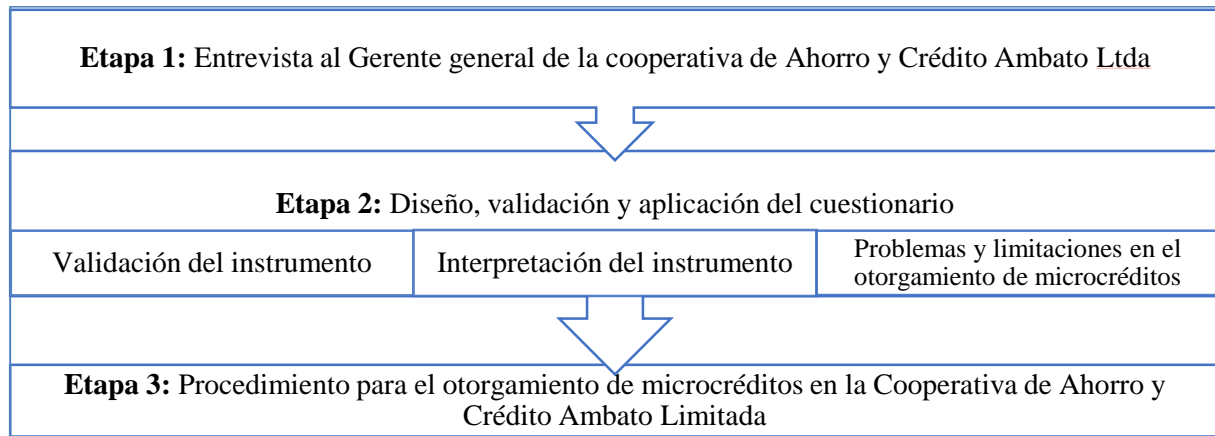 Etapa 1: Entrevista al Gerente general de la cooperativa de Ahorro y Crédito Ambato Ltda
Etapa 2: Diseño, validación y aplicación del cuestionario
Validación del instrumento
Interpretación del instrumento
Problemas y limitaciones en el
otorgamiento de microcréditos
Etapa 3: Procedimiento para el otorgamiento de microcréditos en la Cooperativa de Ahorro y
Crédito Ambato Limitada